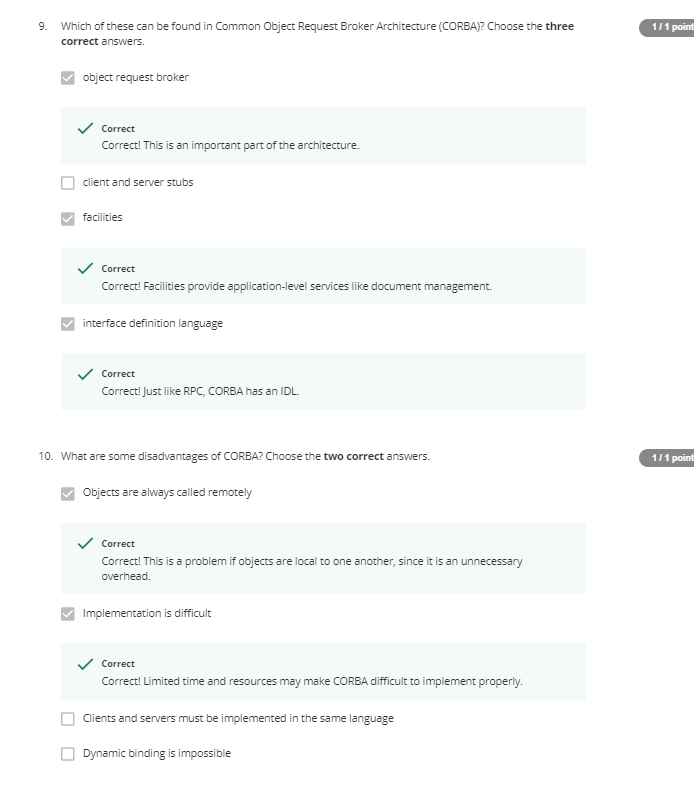 9. Which of these can be found in Common Object Request Broker Architecture (CORBA)? Choose the three
1 / 1 point
correct answers.
object request broker
Correct
Correct! This is an important part of the architecture.
client and server stubs
facilities
Correct
Correct! Facilities provide application-level services like document management.
interface definition language
Correct
Correct! Just like RPC, CORBA has an IDL.
10. What are some disadvantages of CORBA? Choose the two correct answers.
1 / 1 point
Objects are always called remotely
Correct
Correct! This is a problem if objects are local to one another, since it is an unnecessary
overhead.
Implementation is difficult
Correct
Correct! Limited time and resources may make CORBA difficult to implement properly.
Clients and servers must be implemented in the same language
Dynamic binding is impossible